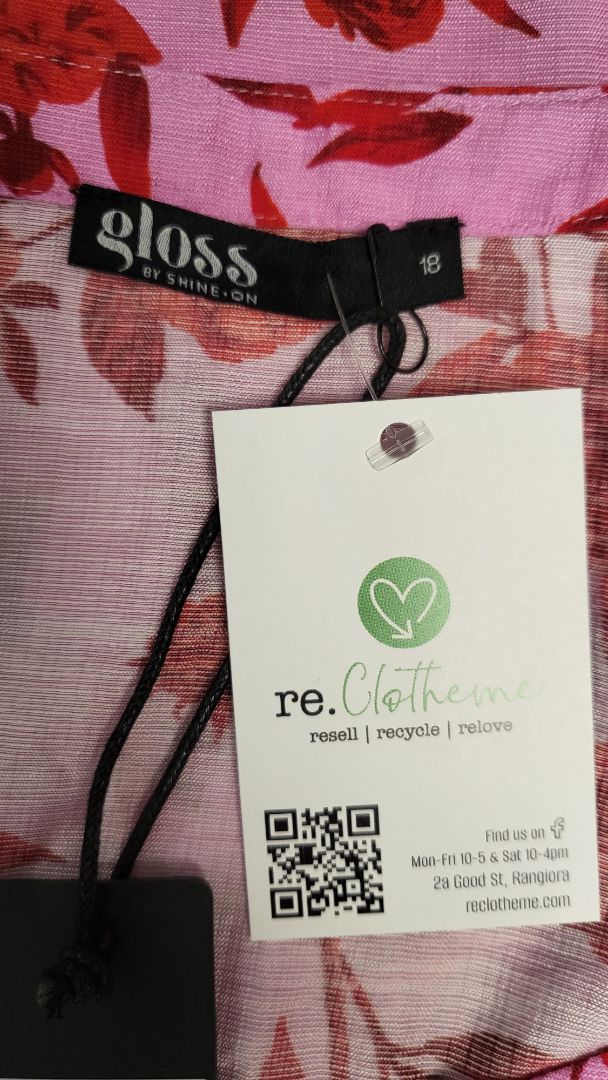 gloss
BY SHINE•ON
18
re.Clotheme
resell | recycle | relove
Find us on f
Mon-Fri 10-5 & Sat 10-4pm
2a Good St, Rangiora
reclotheme.com